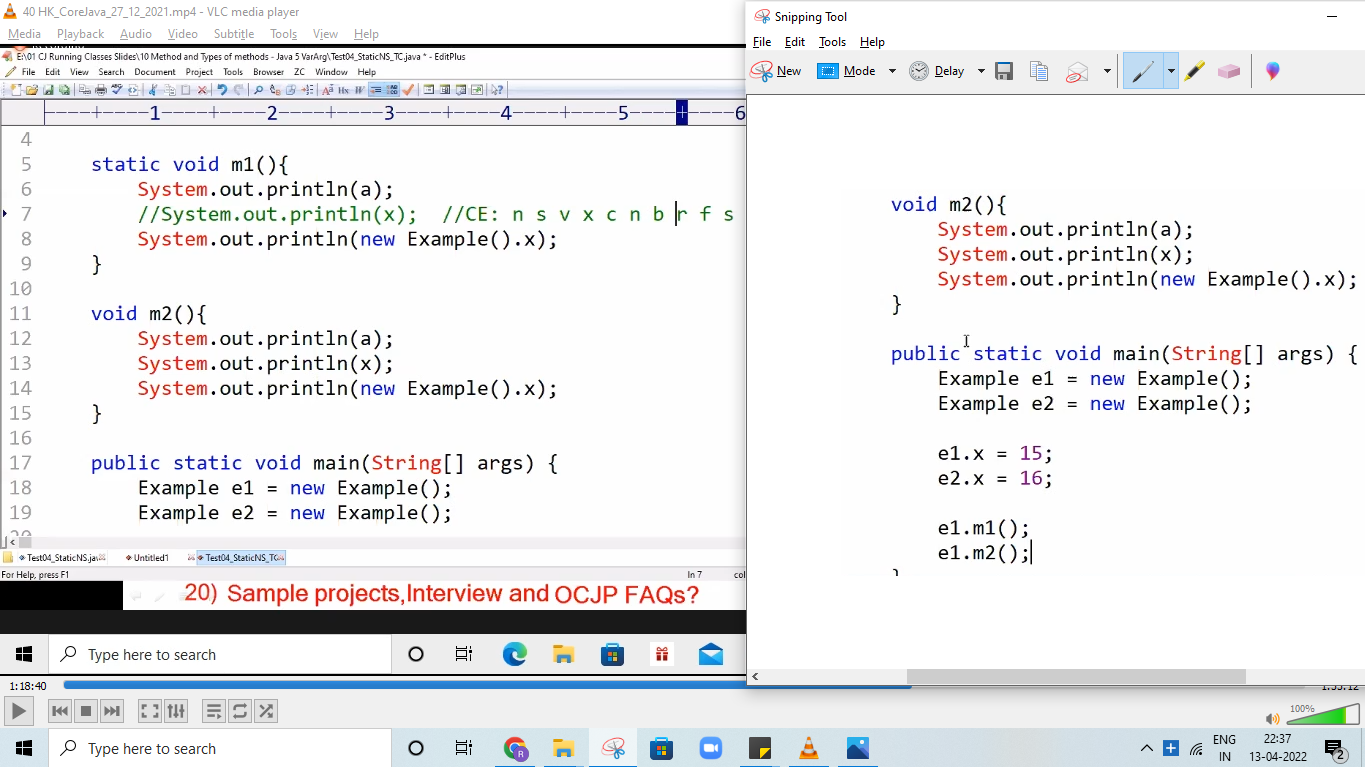 40 HK_CoreJava_27_12_2021.mp4 - VLC media player
Media Playback Audio Video Subtitle Tools View Help
E:\01 CJ Running Classes Slides\10 Method and Types of methods - Java 5 VarArg\Test04_StaticNS_TC.java * - EditPlus
File Edit View Search Document Project Tools Browser ZC Window Help
----+----1----+----2----+----3----+----4----+----5----+----6
4
5 static void m1(){
6 System.out.println(a);
7 //System.out.println(x); //CE: n s v x c n b r f s
8 System.out.println(new Example().x);
9 }
10
11 void m2(){
12 System.out.println(a);
13 System.out.println(x);
14 System.out.println(new Example().x);
15 }
16
17 public static void main(String[] args) {
18 Example e1 = new Example();
19 Example e2 = new Example();
20
Test04_StaticNS.ja Untitled1 Test04_StaticNS_TC
For Help, press F1 ln 7 col
20) Sample projects,Interview and OCJP FAQs?
Type here to search
1:18:40
Snipping Tool
File Edit Tools Help
New Mode Delay
void m2(){
System.out.println(a);
System.out.println(x);
System.out.println(new Example().x);
}
public static void main(String[] args) {
Example e1 = new Example();
Example e2 = new Example();
e1.x = 15;
e2.x = 16;
e1.m1();
e1.m2();
}
100%
Type here to search
R
ENG
IN
22:37
13-04-2022
2